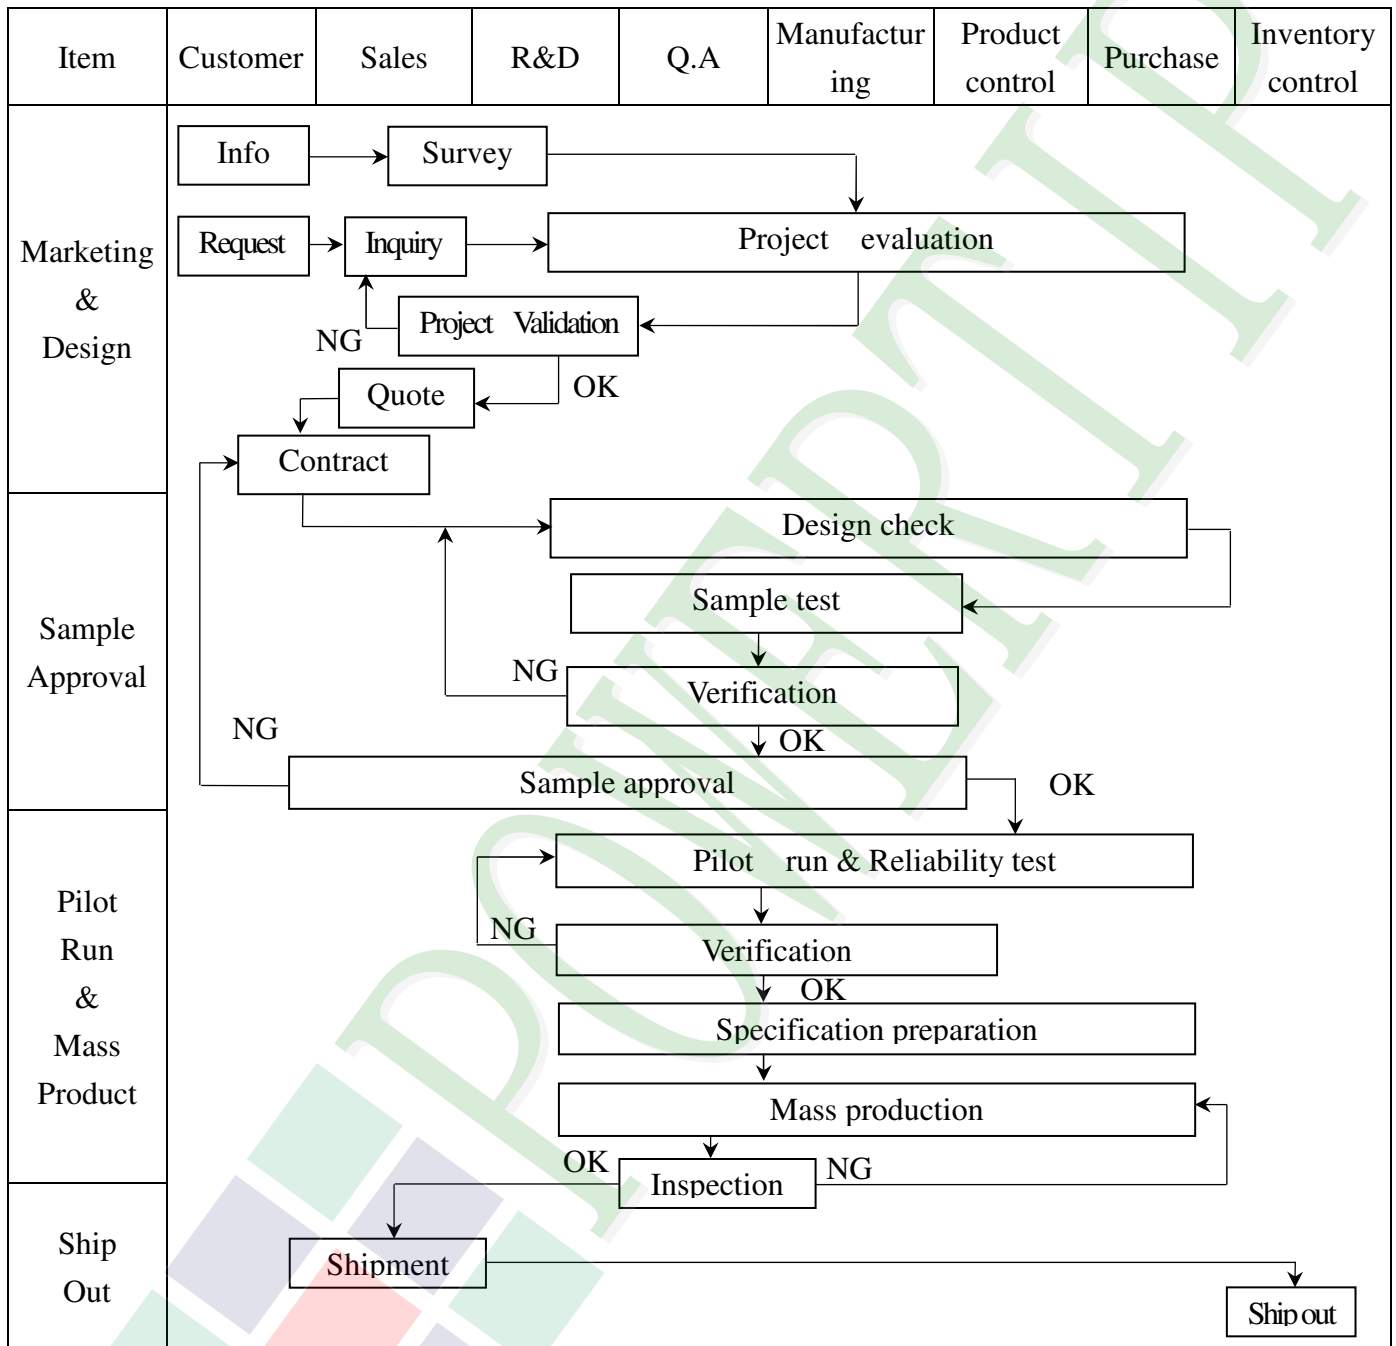 Item
Customer
Sales
R&D
Q.A
Manufactur
ing
Product
control
Purchase
Inventory
control
Marketing
&
Design
Info
Survey
Request
Inquiry
Project evaluation
NG
Project Validation
Quote
OK
Contract
Sample
Approval
Design check
Sample test
NG
Verification
NG
OK
Sample approval
OK
Pilot
Run
&
Mass
Product
Pilot run & Reliability test
NG
Verification
OK
Specification preparation
Mass production
OK
Inspection
NG
Ship
Out
Shipment
Ship out
POWERTIP